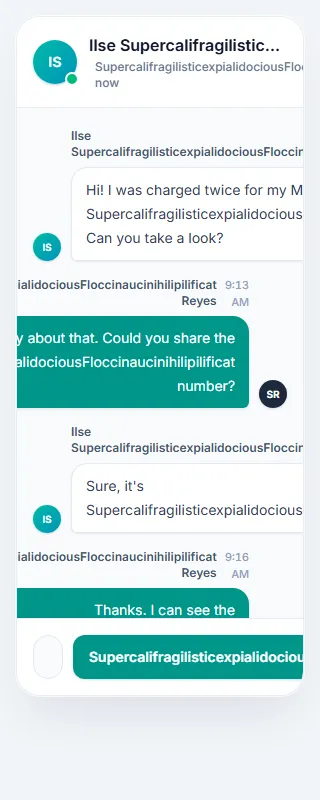 IS
Ilse Supercalifragilistic...
SupercalifragilisticexpialidociousFloc
now
Ilse
SupercalifragilisticexpialidociousFloccin
Hi! I was charged twice for my M
Supercalifragilisticexpialidocious
Can you take a look?
IS
ialidociousFloccinaucinihilipilificat 9:13
Reyes AM
y about that. Could you share the
alidociousFloccinaucinihilipilificat
number?
SR
Ilse
SupercalifragilisticexpialidociousFloccin
Sure, it's
Supercalifragilisticexpialidocious
IS
ialidociousFloccinaucinihilipilificat 9:16
Reyes AM
Thanks. I can see the
Supercalifragilisticexpialidociou